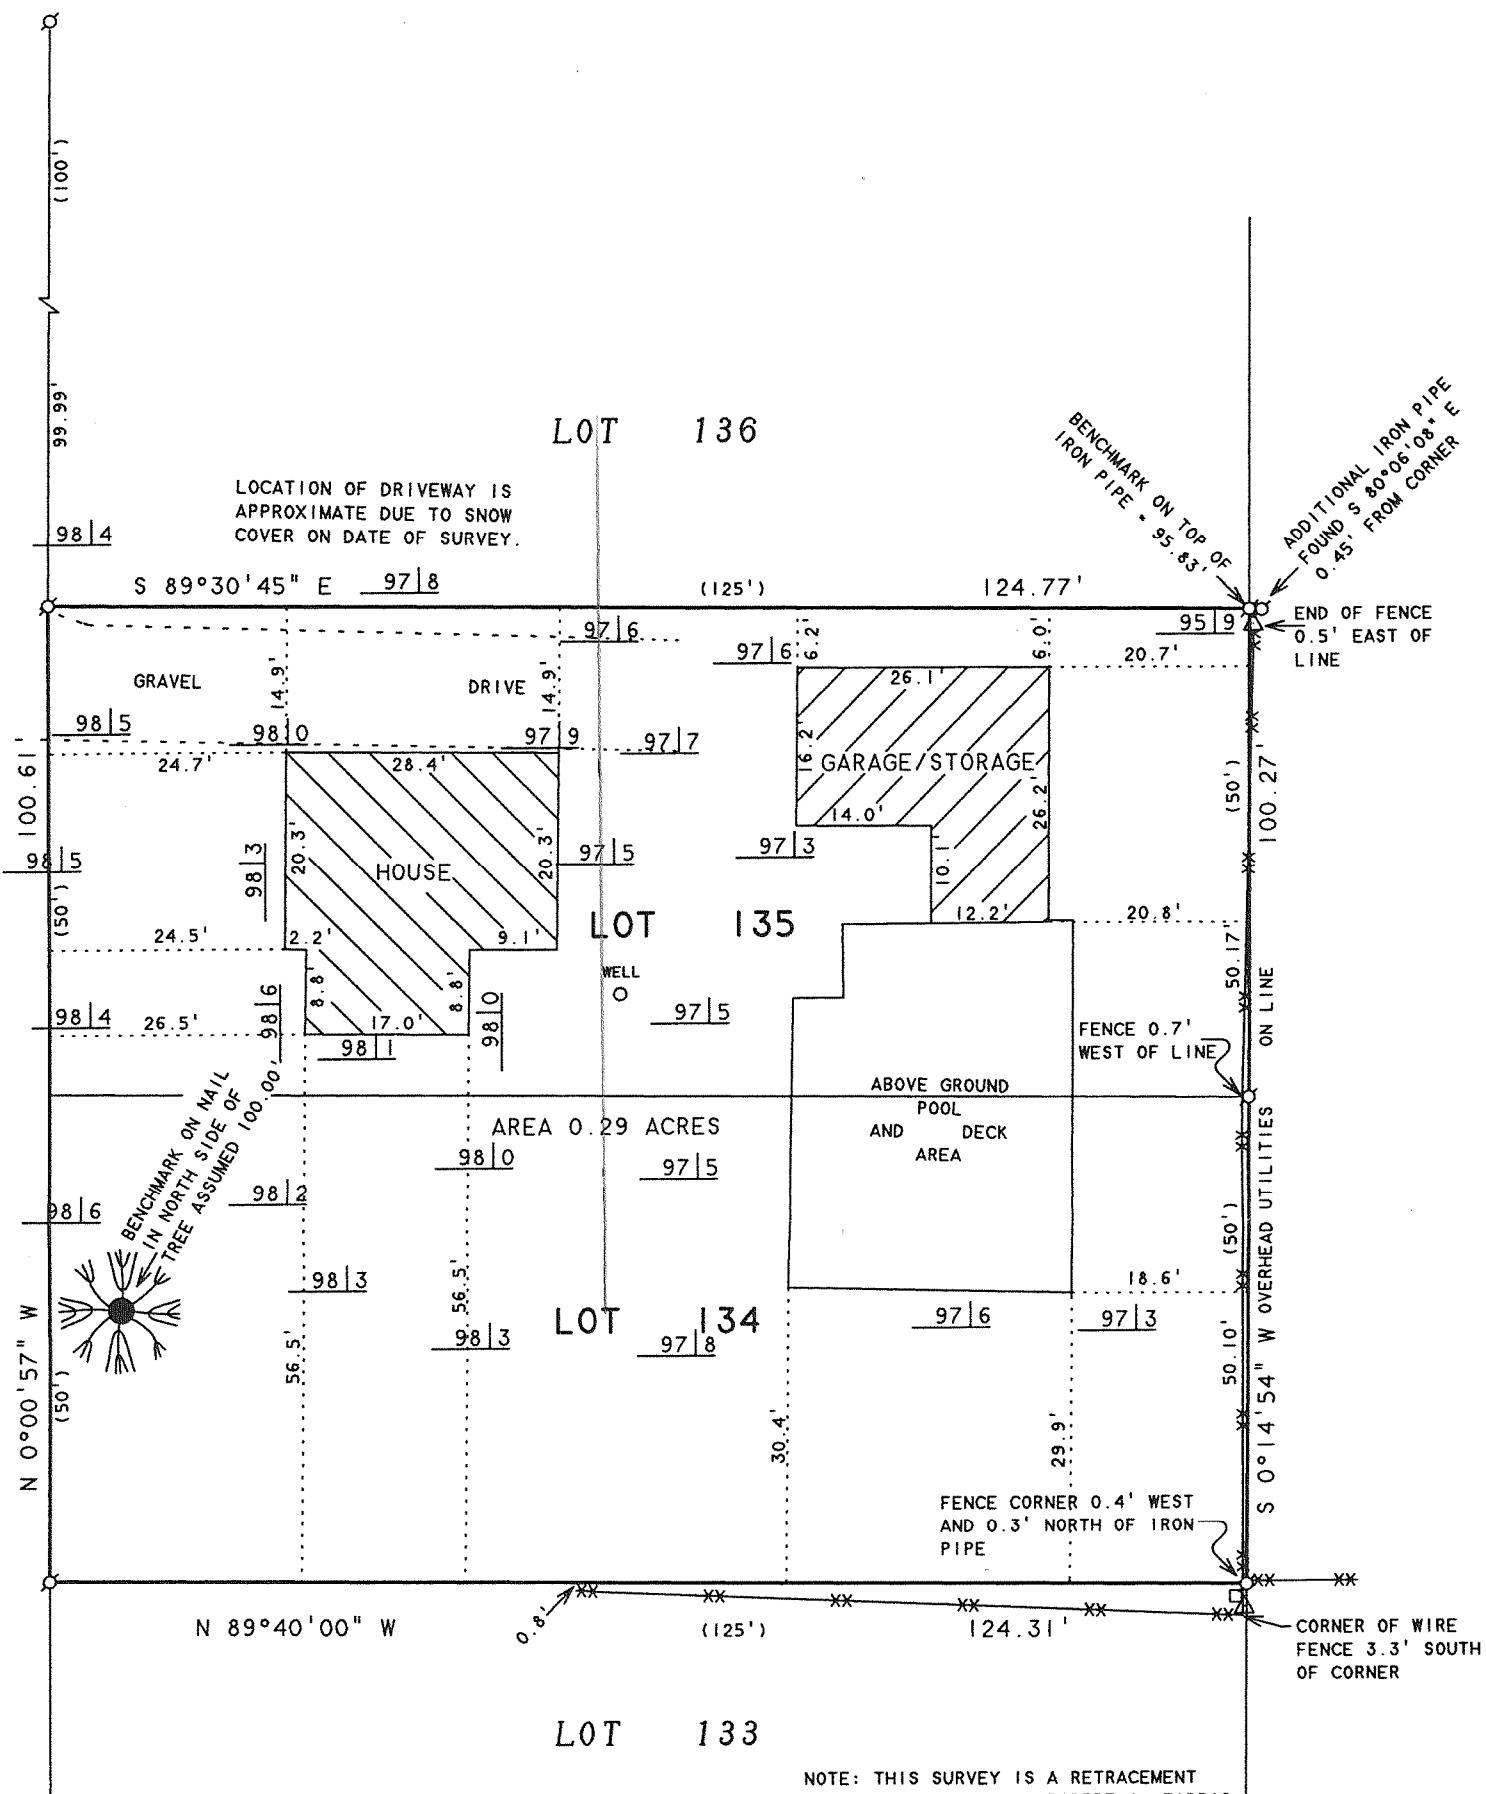 (100')
99.99'
LOT 136
LOCATION OF DRIVEWAY IS
APPROXIMATE DUE TO SNOW
COVER ON DATE OF SURVEY.
BENCHMARK ON TOP OF
IRON PIPE = 95.83'
ADDITIONAL IRON PIPE
FOUND S 80°06'08" E
0.45' FROM CORNER
98|4
S 89°30'45" E
97|8
(125')
124.77'
95|9
END OF FENCE
0.5' EAST OF
LINE
97|6
97|6
6.2'
6.0'
20.7'
GRAVEL
DRIVE
14.9'
14.9'
26.1'
98|5
98|0
97|9
97|7
24.7'
28.4'
16.2'
GARAGE/STORAGE
(50')
100.27'
100.61'
14.0'
26.2'
98|5
98|3
20.3'
HOUSE
20.3'
97|5
97|3
10.1'
(50')
24.5'
2.2'
9.1'
LOT 135
12.2'
20.8'
50.17'
ON LINE
WELL
98|4
26.5'
98|6
8.8'
8.8'
17.0'
98|0
97|5
98|1
FENCE 0.7'
WEST OF LINE
BENCHMARK ON NAIL
IN NORTH SIDE OF
TREE ASSUMED 100.00'
ABOVE GROUND
POOL
AND DECK
AREA
AREA 0.29 ACRES
98|0
97|5
98|2
98|6
(50')
OVERHEAD UTILITIES
98|3
56.5'
18.6'
LOT 134
97|6
97|3
98|3
97|8
N 0°00'57" W
(50')
56.5'
50.10'
30.4'
29.9'
S 0°14'54" W
FENCE CORNER 0.4' WEST
AND 0.3' NORTH OF IRON
PIPE
N 89°40'00" W
0.8'
(125')
124.31'
CORNER OF WIRE
FENCE 3.3' SOUTH
OF CORNER
LOT 133
NOTE: THIS SURVEY IS A RETRACEMENT